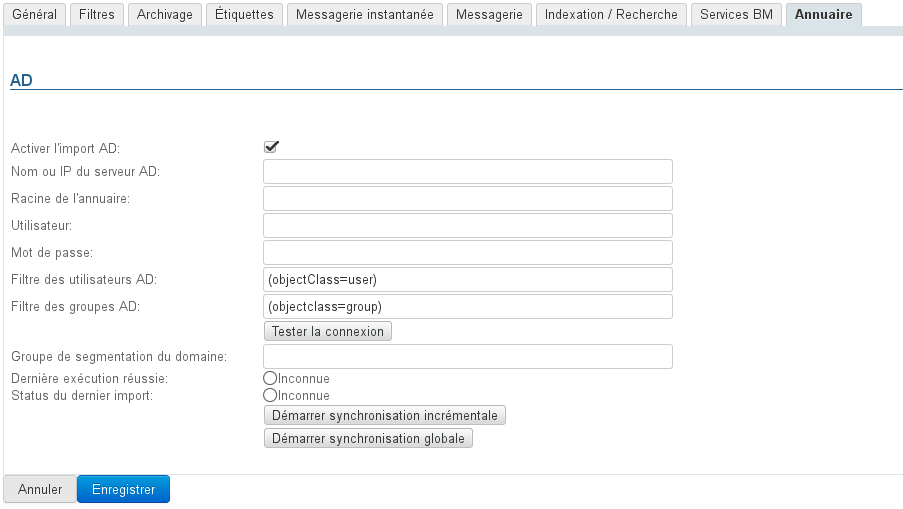 Général Filtres Archivage Étiquettes Messagerie instantanée Messagerie Indexation / Recherche Services BM Annuaire
AD
Activer l'import AD:
Nom ou IP du serveur AD:
Racine de l'annuaire:
Utilisateur:
Mot de passe:
Filtre des utilisateurs AD: (objectClass=user)
Filtre des groupes AD: (objectclass=group)
Tester la connexion
Groupe de segmentation du domaine:
Dernière exécution réussie: Inconnue
Status du dernier import: Inconnue
Démarrer synchronisation incrémentale
Démarrer synchronisation globale
Annuler Enregistrer